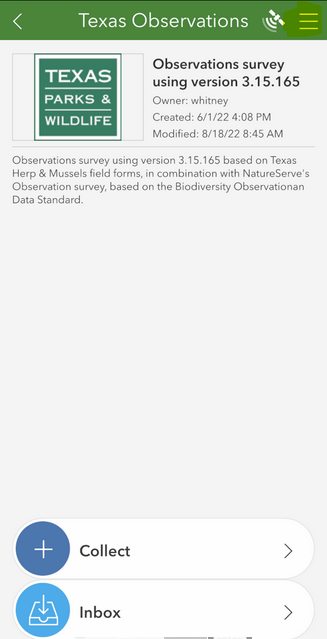 Texas Observations
TEXAS
PARKS &
WILDLIFE
Observations survey
using version 3.15.165
Owner: whitney
Created: 6/1/22 4:08 PM
Modified: 8/18/22 8:45 AM
Observations survey using version 3.15.165 based on Texas
Herp & Mussels field forms, in combination with NatureServe's
Observation survey, based on the Biodiversity Observationan
Data Standard.
Collect
Inbox